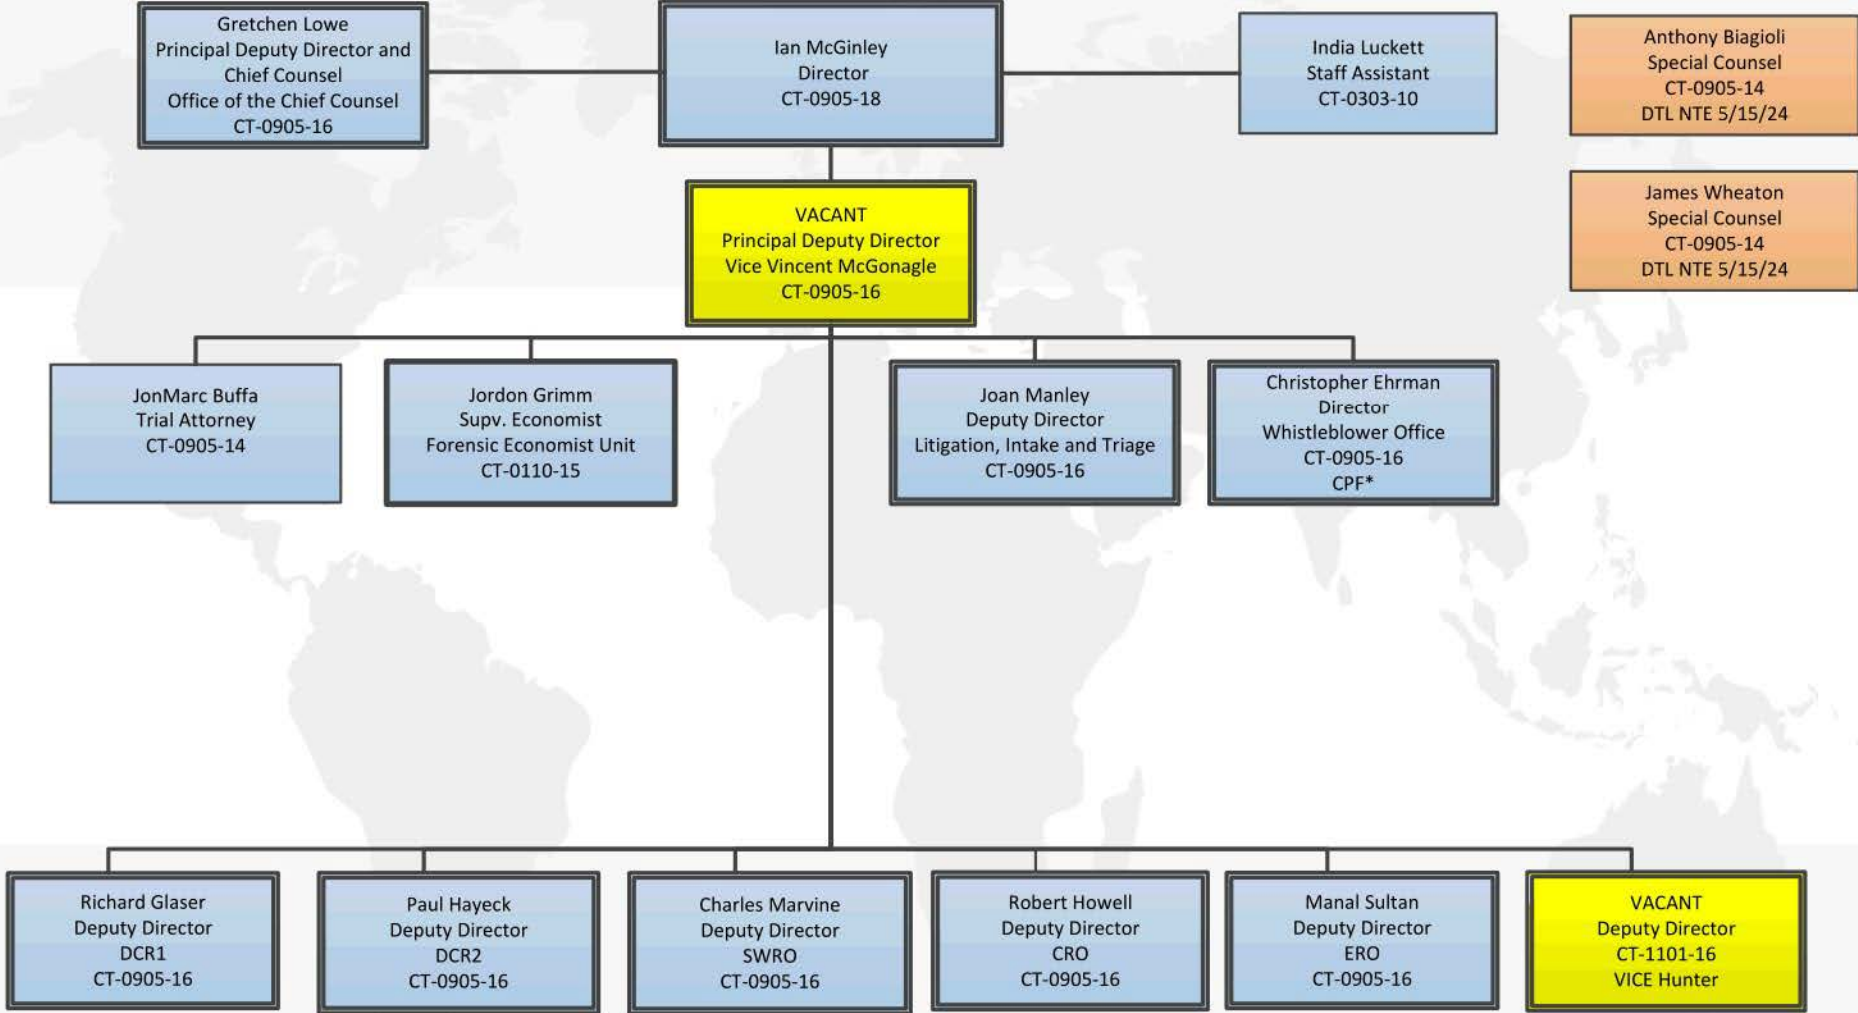 Gretchen Lowe
Principal Deputy Director and
Chief Counsel
Office of the Chief Counsel
CT-0905-16
Ian McGinley
Director
CT-0905-18
India Luckett
Staff Assistant
CT-0303-10
Anthony Biagioli
Special Counsel
CT-0905-14
DTL NTE 5/15/24
James Wheaton
Special Counsel
CT-0905-14
DTL NTE 5/15/24
VACANT
Principal Deputy Director
Vice Vincent McGonagle
CT-0905-16
JonMarc Buffa
Trial Attorney
CT-0905-14
Jordon Grimm
Supv. Economist
Forensic Economist Unit
CT-0110-15
Joan Manley
Deputy Director
Litigation, Intake and Triage
CT-0905-16
Christopher Ehrman
Director
Whistleblower Office
CT-0905-16
CPF*
Richard Glaser
Deputy Director
DCR1
CT-0905-16
Paul Hayeck
Deputy Director
DCR2
CT-0905-16
Charles Marvine
Deputy Director
SWRO
CT-0905-16
Robert Howell
Deputy Director
CRO
CT-0905-16
Manal Sultan
Deputy Director
ERO
CT-0905-16
VACANT
Deputy Director
CT-1101-16
VICE Hunter